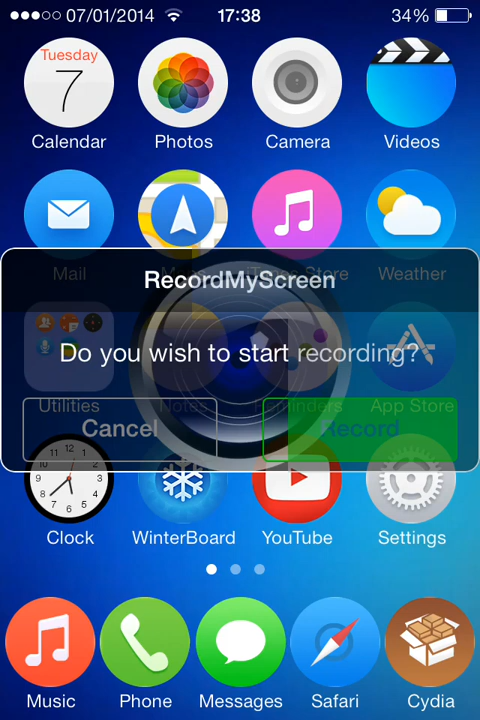 07/01/2014 17:38 34%
Tuesday
7
Calendar Photos Camera Videos
Mail Maps iTunes Store Weather
RecordMyScreen
Do you wish to start recording?
Utilities Notes Reminders App Store
Cancel Record
Clock WinterBoard YouTube Settings
Music Phone Messages Safari Cydia